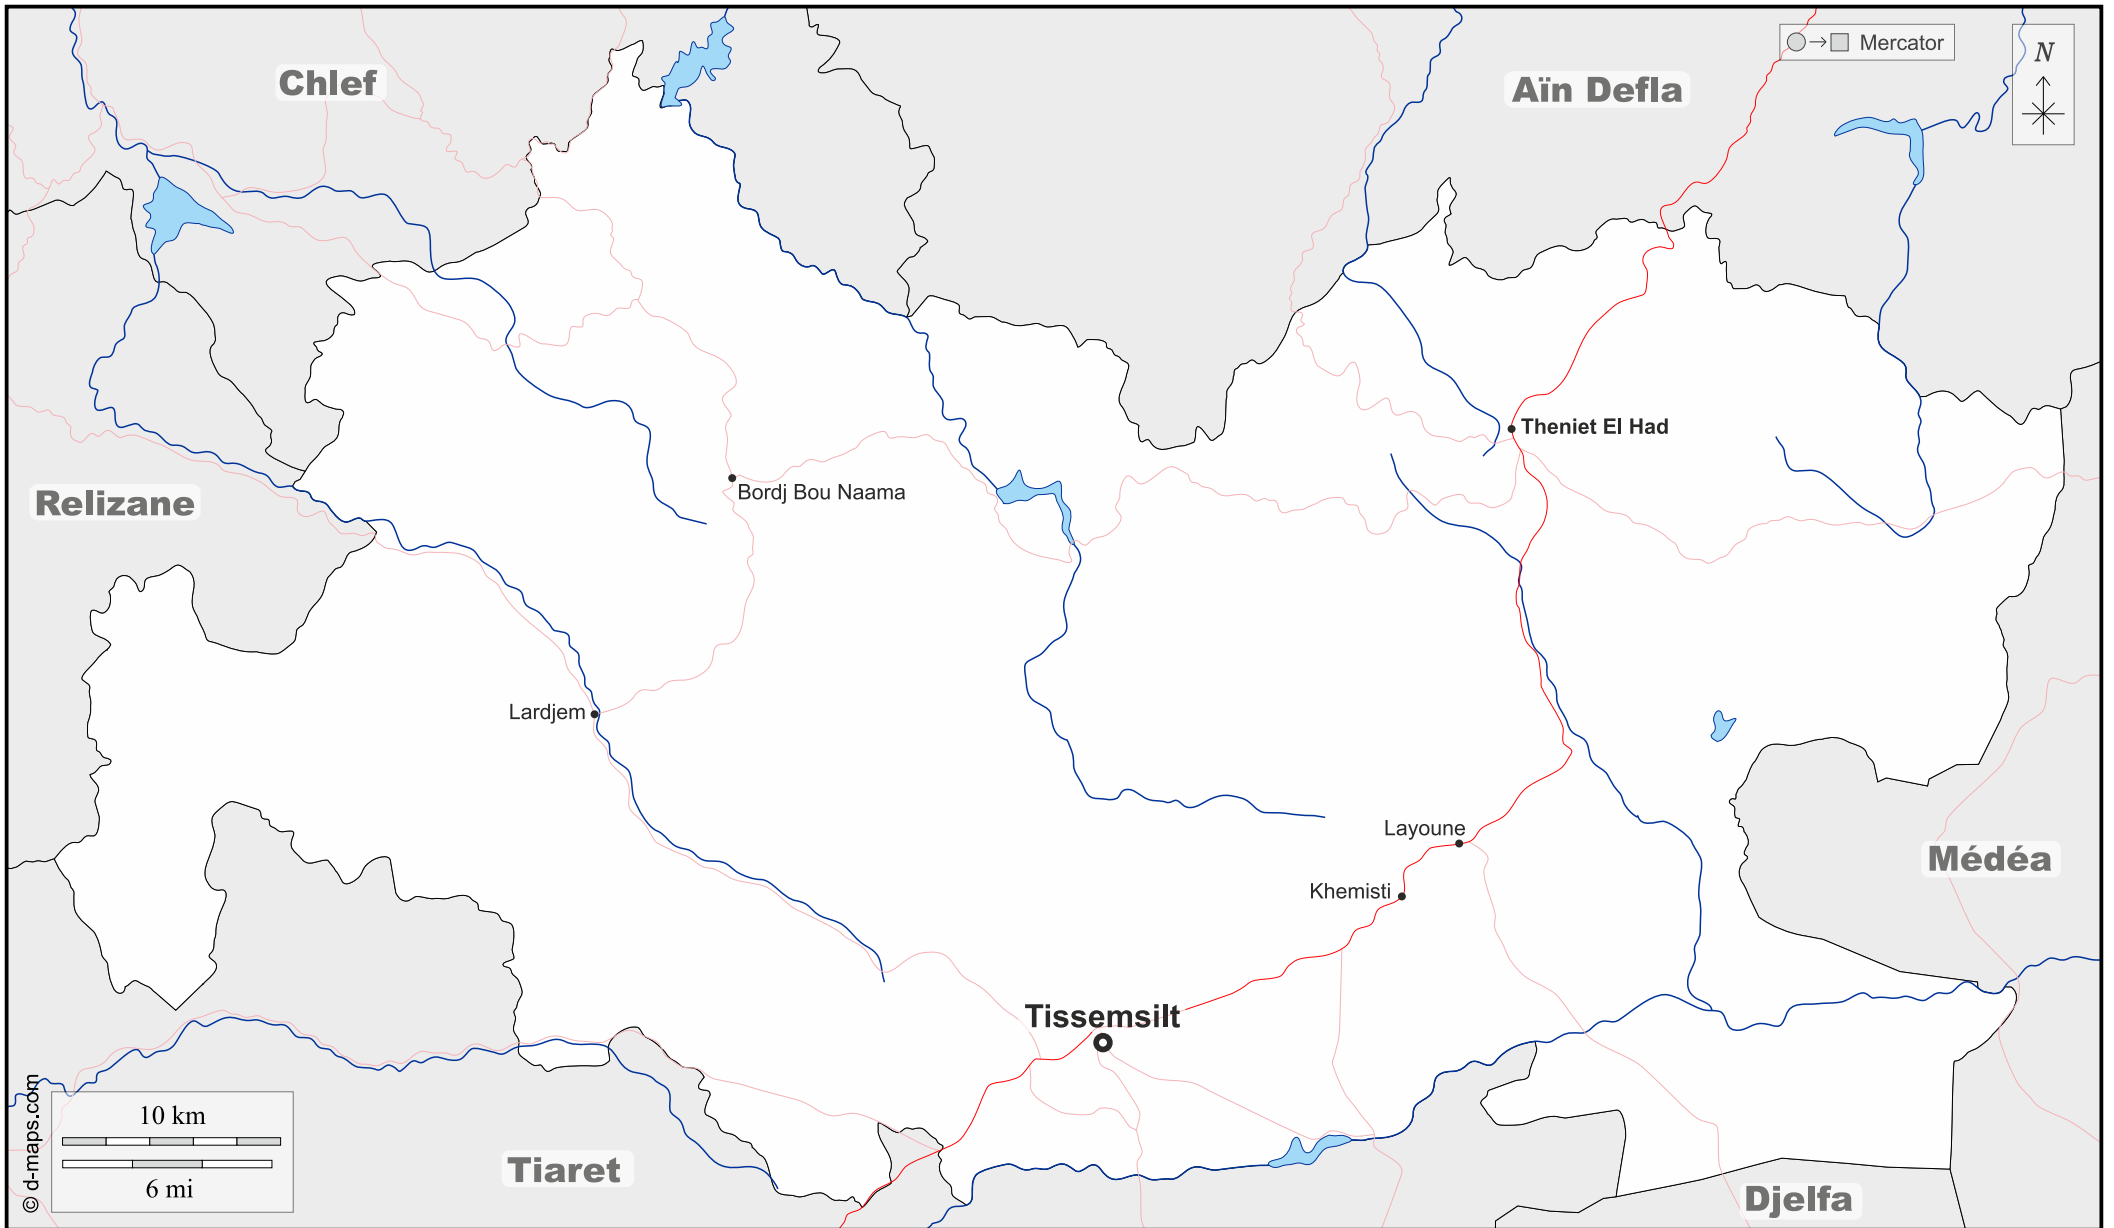 Chlef
Aïn Defla
Mercator
N
Theniet El Had
Relizane
Bordj Bou Naama
Lardjem
Layoune
Médéa
Khemisti
Tissemsilt
© d-maps.com
10 km
6 mi
Tiaret
Djelfa